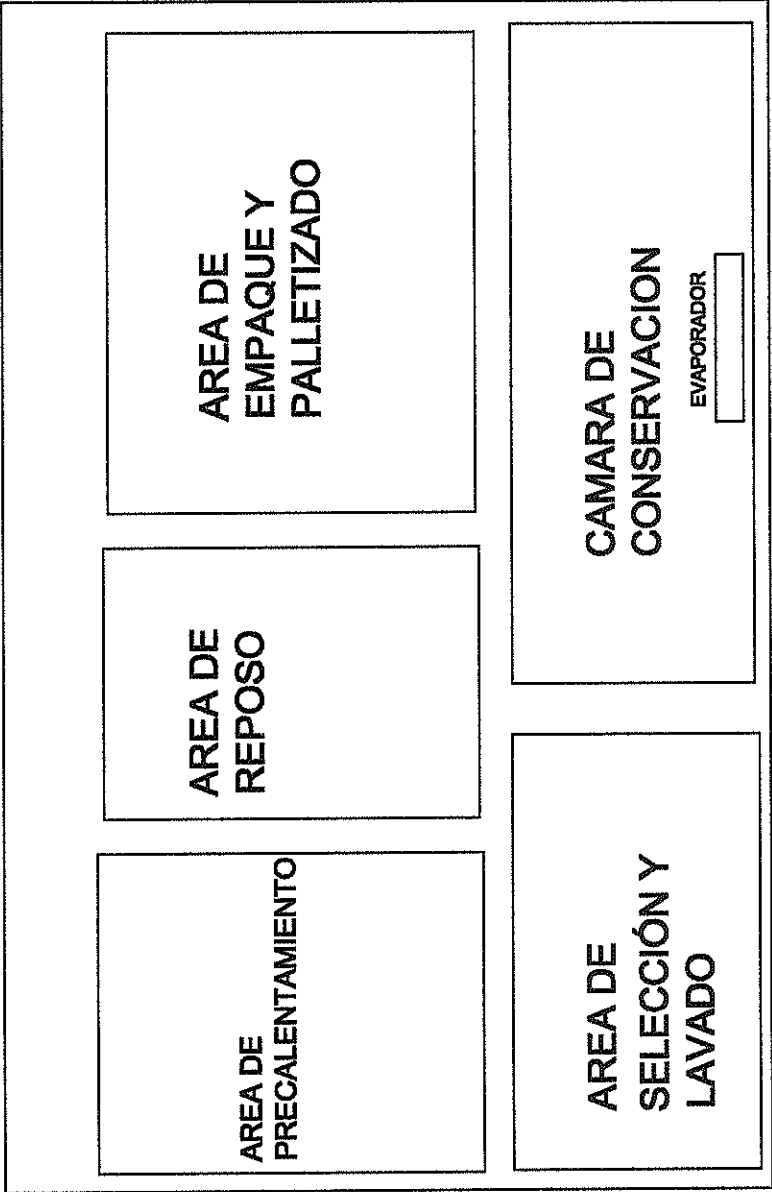 AREA DE
PRECALENTAMIENTO
AREA DE
REPOSO
AREA DE
EMPAQUE Y
PALLETIZADO
AREA DE
SELECCIÓN Y
LAVADO
CAMARA DE
CONSERVACION
EVAPORADOR